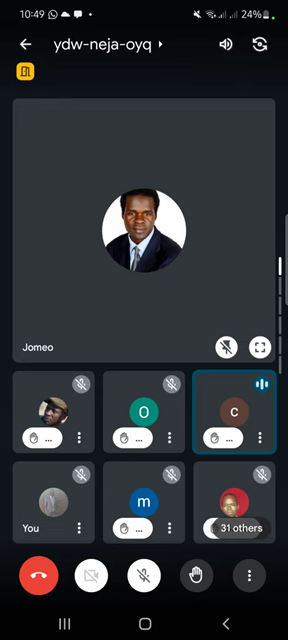 10:49 24%
ydw-neja-oyq
Jomeo
...
O
...
C
...
You
m
...
31 others